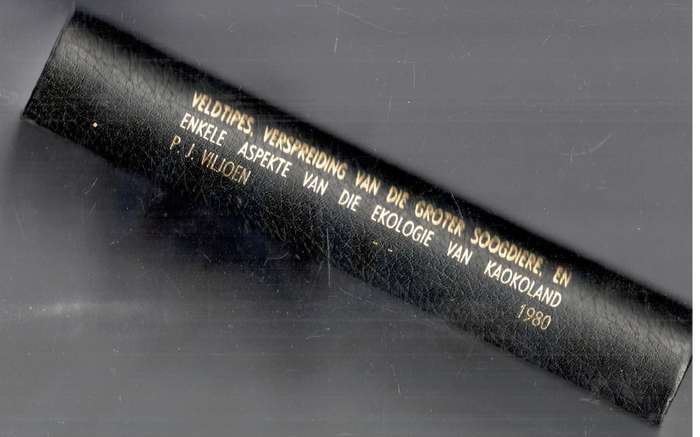 VELDTIPES, VERSPREIDING VAN DIE GROTER SOOGDIERE, EN
ENKELE ASPEKTE VAN DIE EKOLOGIE VAN KAOKOLAND
P. J. VILJOEN
1980